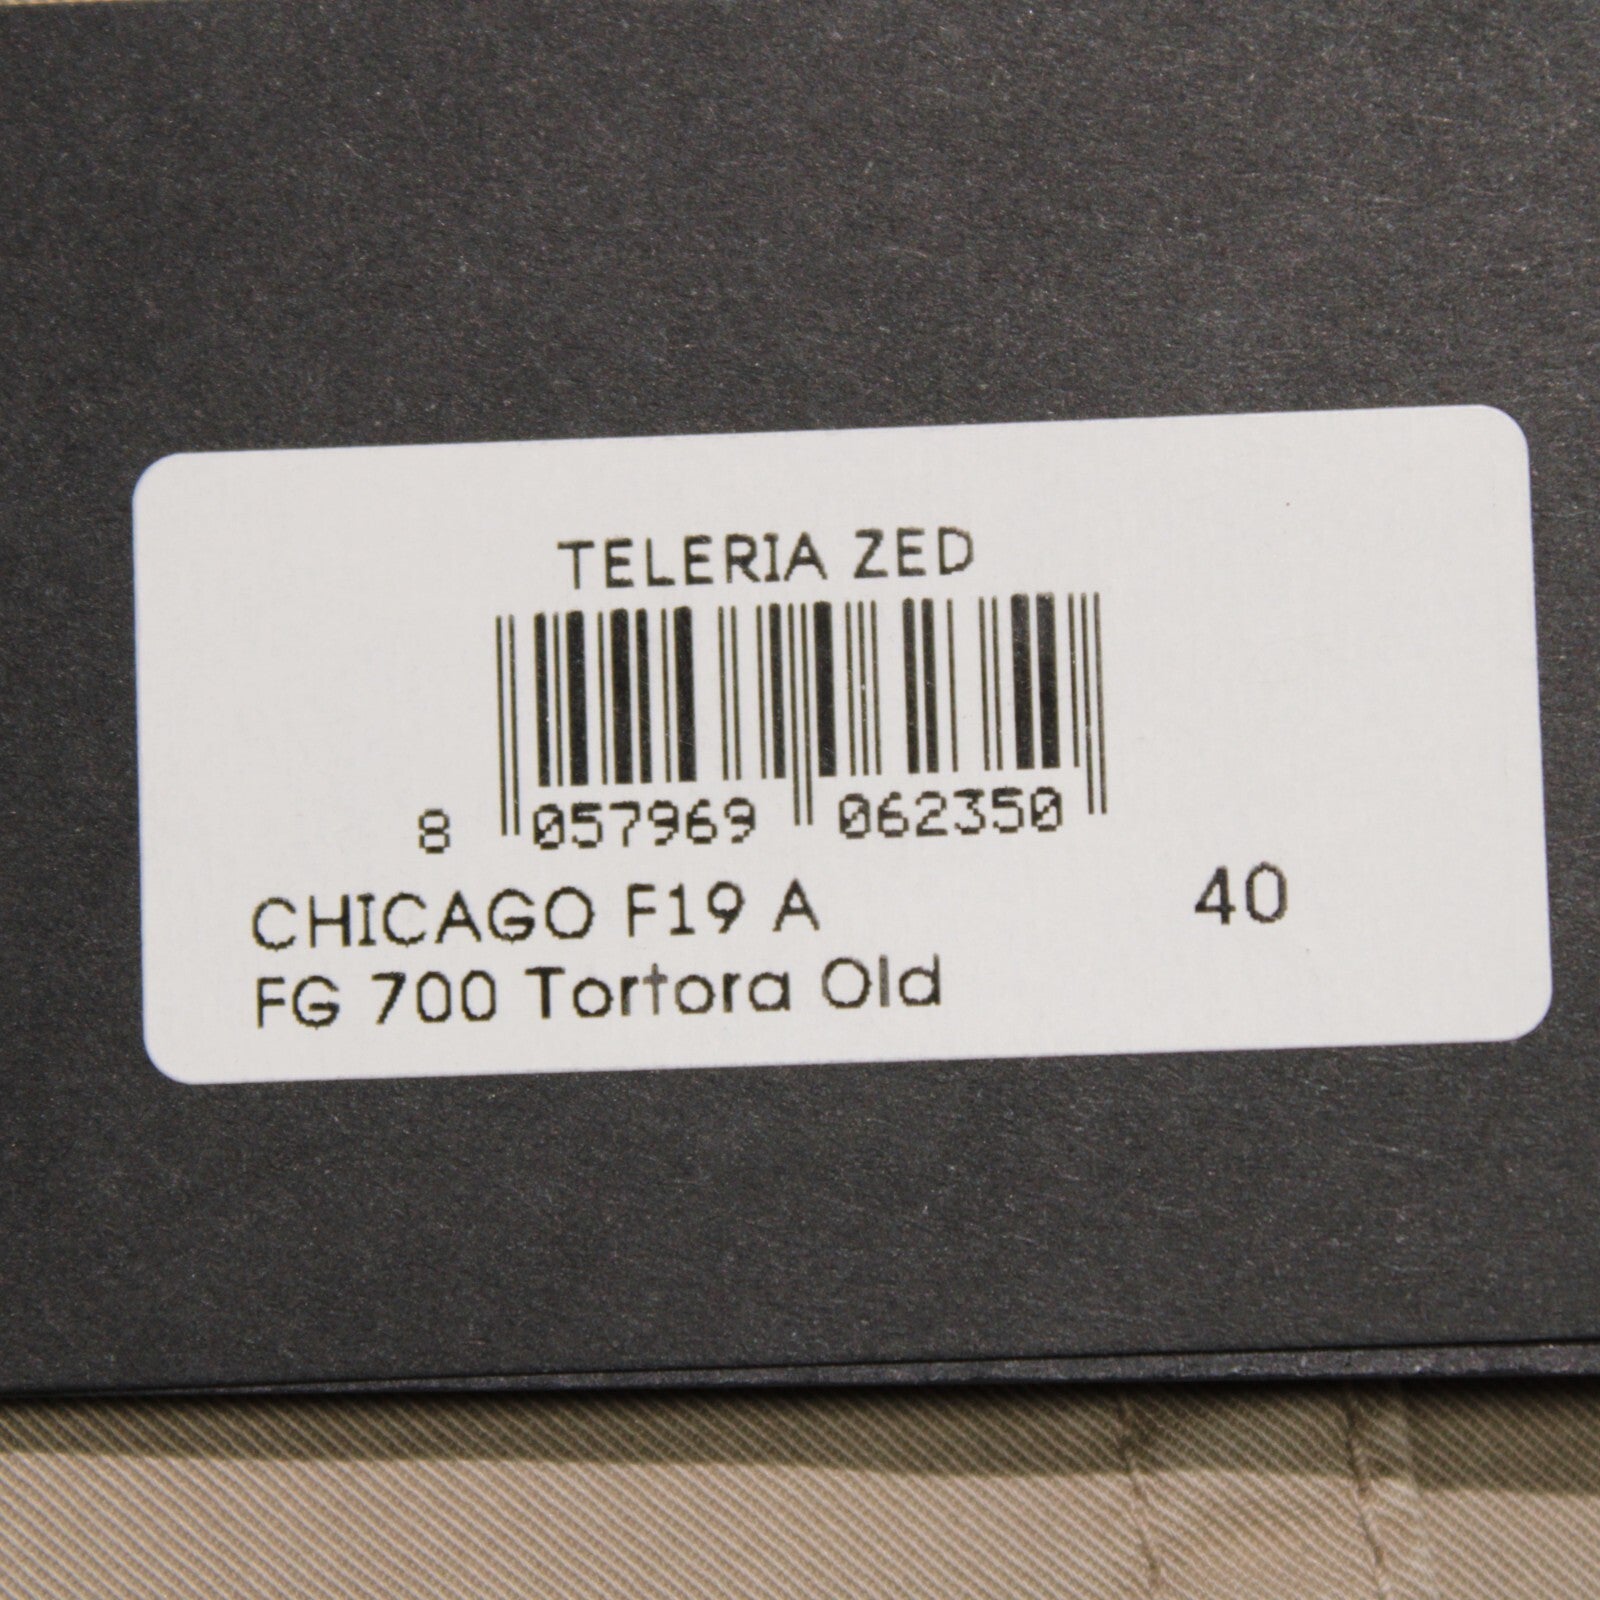 TELERIA ZED
8 057969 062350
CHICAGO F19 A 40
FG 700 Tortora Old